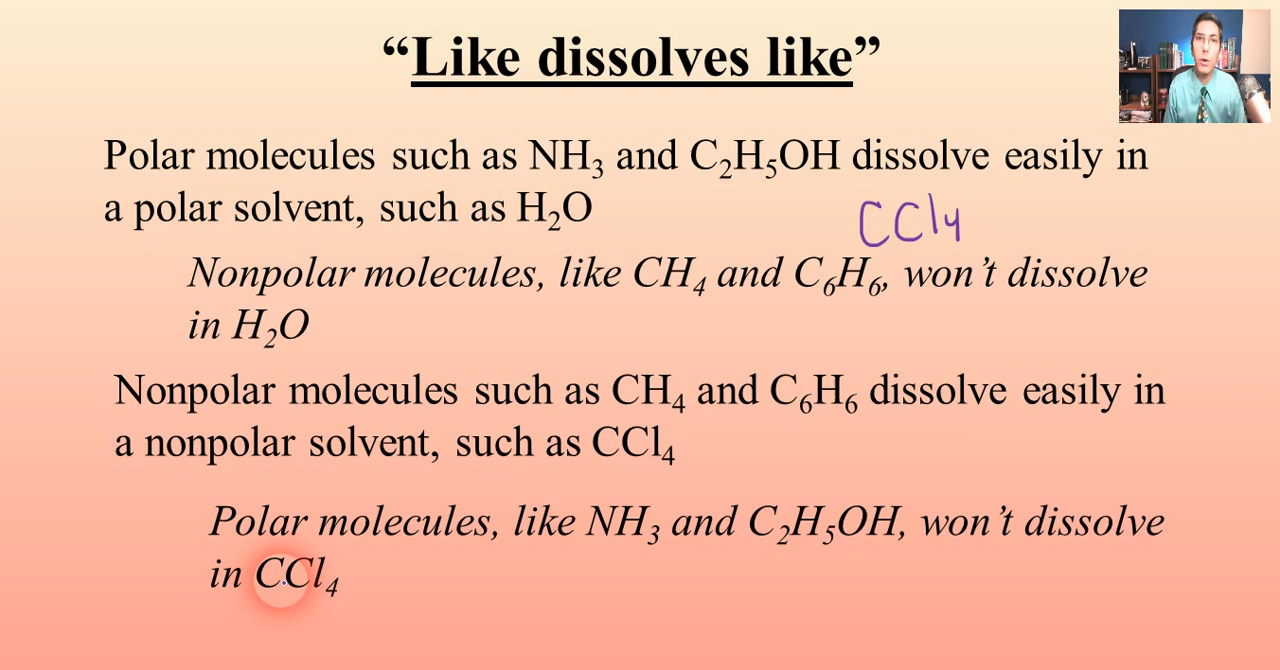 “Like dissolves like”
Polar molecules such as NH₃ and C₂H₅OH dissolve easily in
a polar solvent, such as H₂O
CCl₄
Nonpolar molecules, like CH₄ and C₆H₆, won’t dissolve
in H₂O
Nonpolar molecules such as CH₄ and C₆H₆ dissolve easily in
a nonpolar solvent, such as CCl₄
Polar molecules, like NH₃ and C₂H₅OH, won’t dissolve
in CCl₄